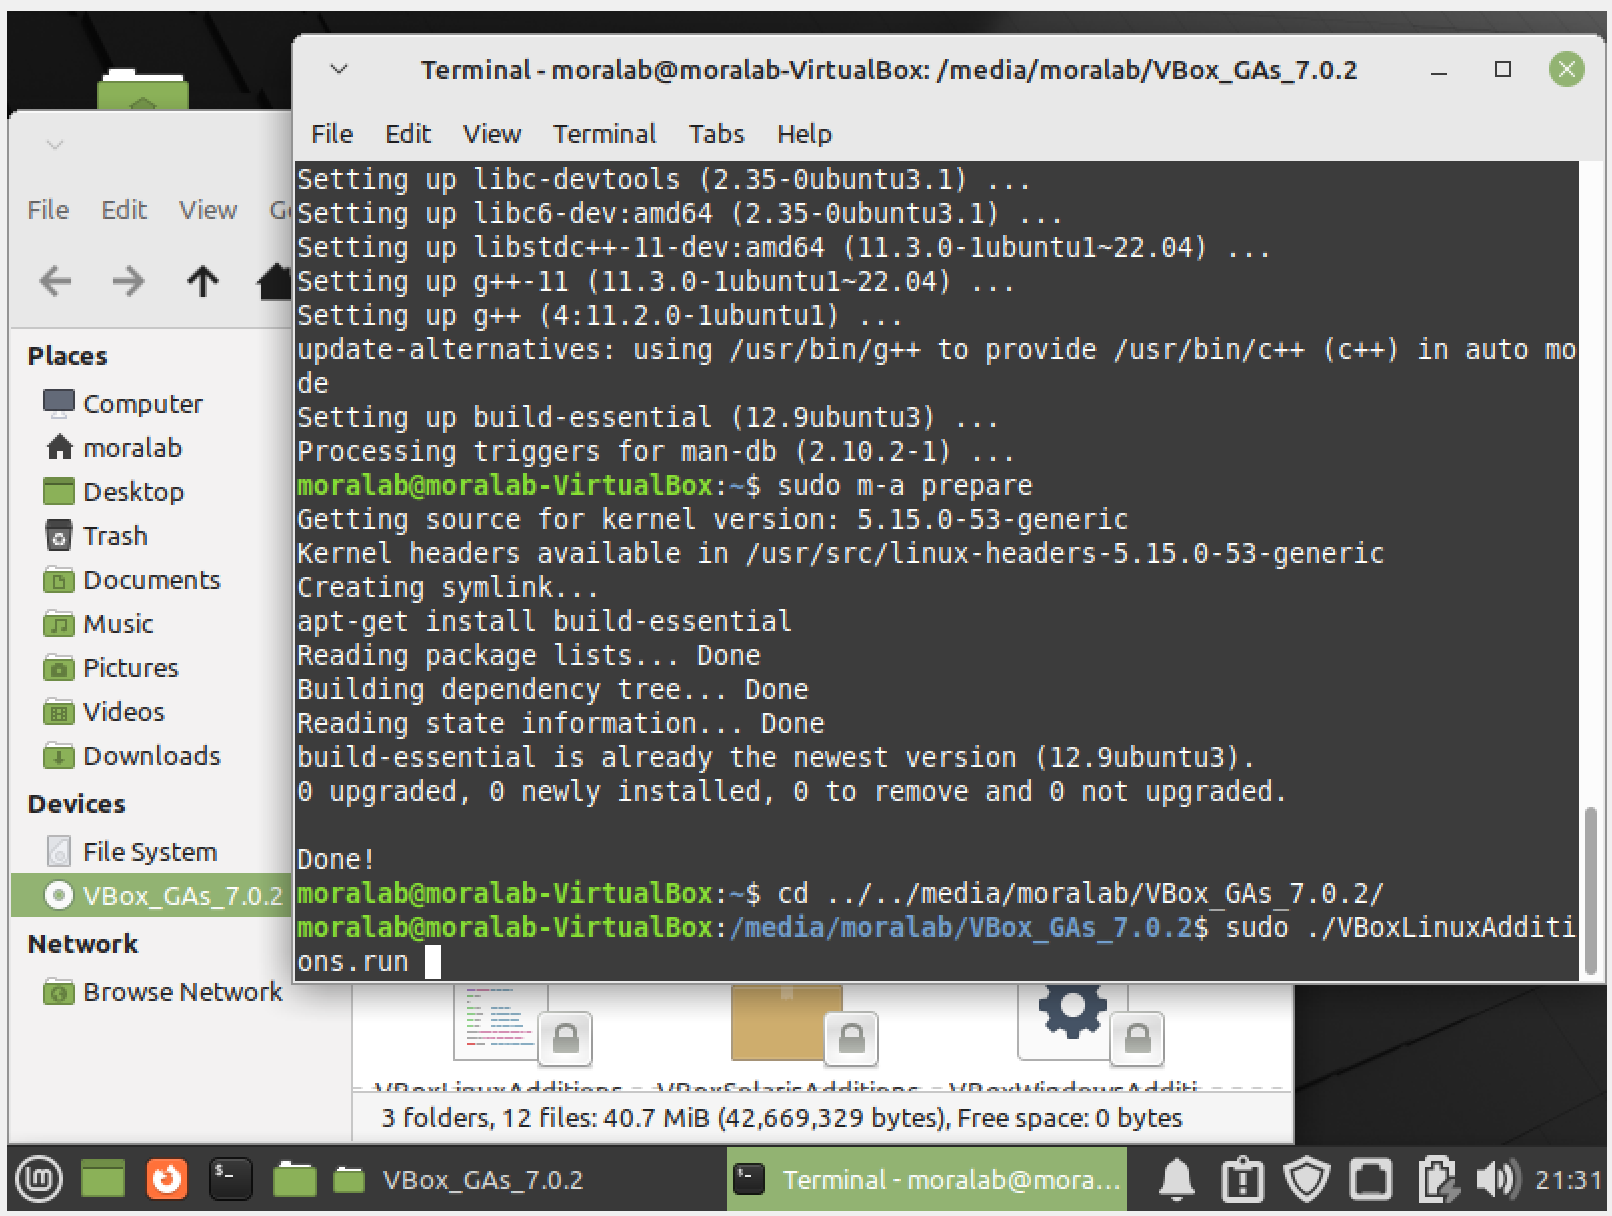 Terminal - moralab@moralab-VirtualBox: /media/moralab/VBox_GAs_7.0.2
File Edit View Terminal Tabs Help
Setting up libc-devtools (2.35-0ubuntu3.1) ...
Setting up libc6-dev:amd64 (2.35-0ubuntu3.1) ...
Setting up libstdc++-11-dev:amd64 (11.3.0-1ubuntu1~22.04) ...
Setting up g++-11 (11.3.0-1ubuntu1~22.04) ...
Setting up g++ (4:11.2.0-1ubuntu1) ...
update-alternatives: using /usr/bin/g++ to provide /usr/bin/c++ (c++) in auto mo
de
Setting up build-essential (12.9ubuntu3) ...
Processing triggers for man-db (2.10.2-1) ...
moralab@moralab-VirtualBox:~$ sudo m-a prepare
Getting source for kernel version: 5.15.0-53-generic
Kernel headers available in /usr/src/linux-headers-5.15.0-53-generic
Creating symlink...
apt-get install build-essential
Reading package lists... Done
Building dependency tree... Done
Reading state information... Done
build-essential is already the newest version (12.9ubuntu3).
0 upgraded, 0 newly installed, 0 to remove and 0 not upgraded.
Done!
moralab@moralab-VirtualBox:~$ cd ../../media/moralab/VBox_GAs_7.0.2/
moralab@moralab-VirtualBox:/media/moralab/VBox_GAs_7.0.2$ sudo ./VBoxLinuxAdditi
ons.run
File Edit View
Places
Computer
moralab
Desktop
Trash
Documents
Music
Pictures
Videos
Downloads
Devices
File System
VBox_GAs_7.0.2
Network
Browse Network
VBoxLinuxAdditions VBoxSolarisAdditions VBoxWindowsAdditi
3 folders, 12 files: 40.7 MiB (42,669,329 bytes), Free space: 0 bytes
VBox_GAs_7.0.2
Terminal - moralab@mora...
21:31